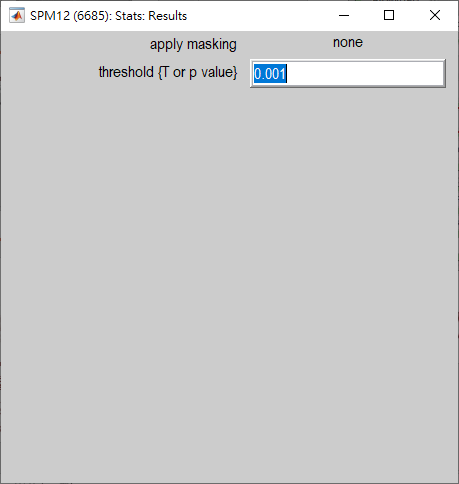 SPM12 (6685): Stats: Results
apply masking none
threshold {T or p value} 0.001